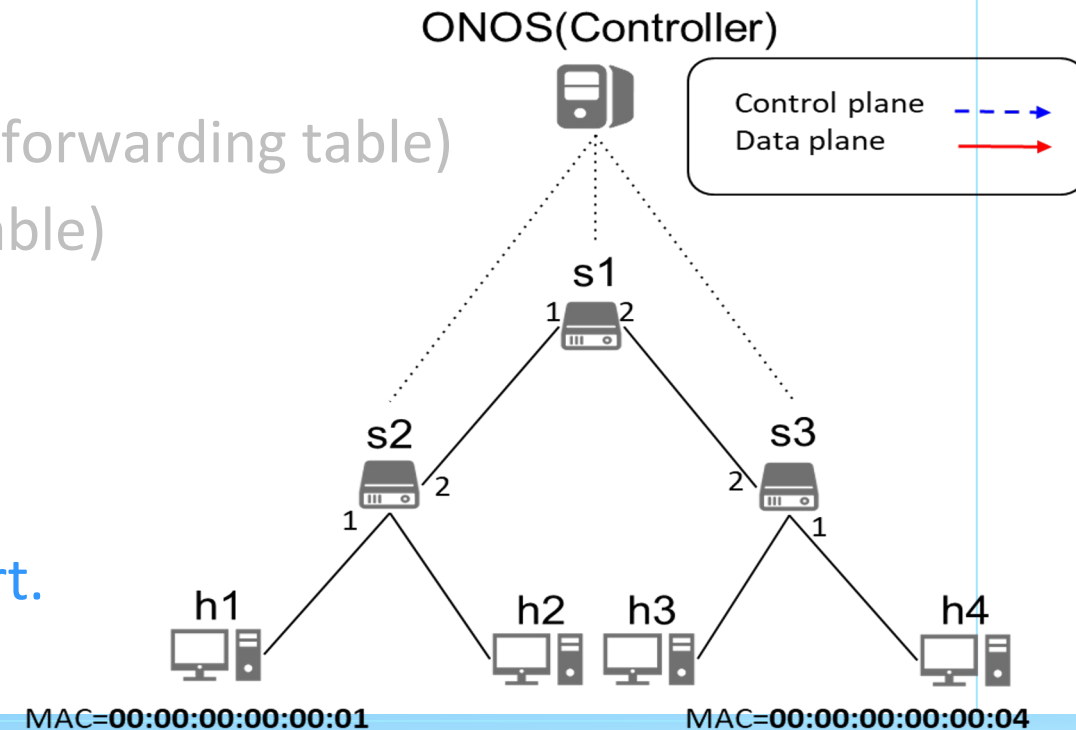 ONOS(Controller)
Control plane
Data plane
forwarding table)
able)
s1
1 2
s2
s3
2
2
1
1
rt.
h1
h2
h3
h4
MAC=00:00:00:00:00:01
MAC=00:00:00:00:00:04